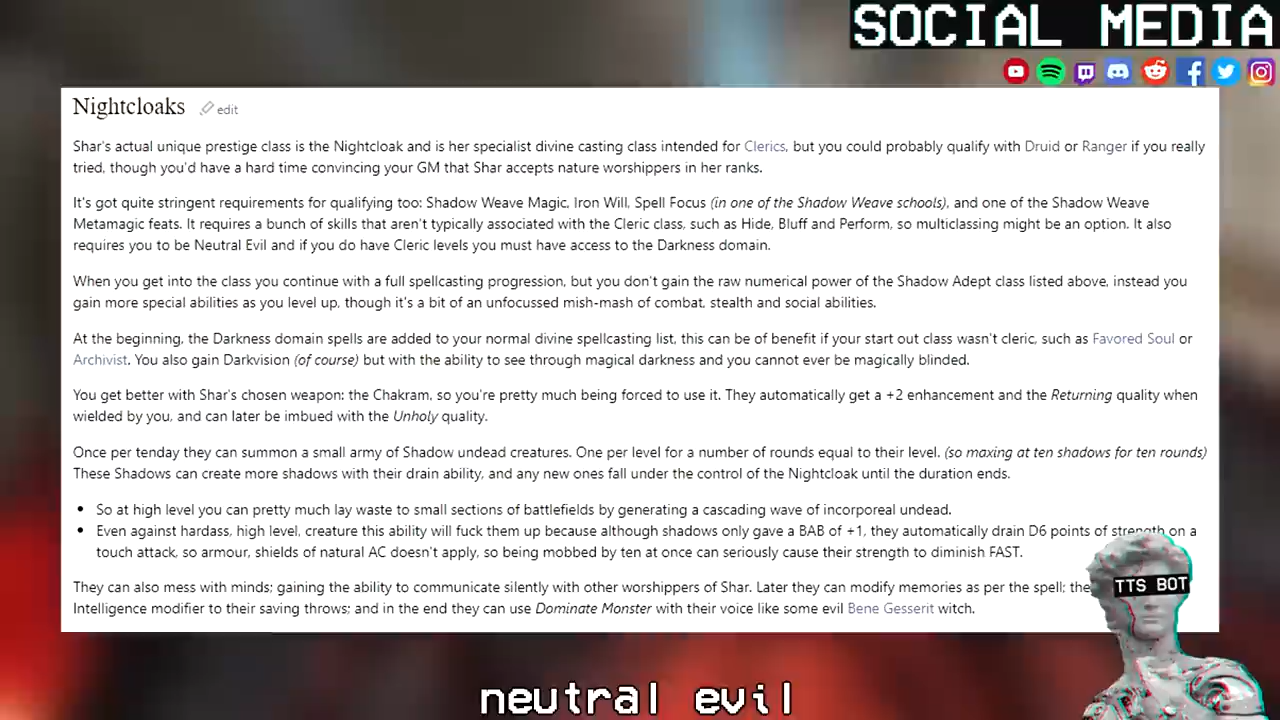 SOCIAL MEDIA
Nightcloaks edit
Shar's actual unique prestige class is the Nightcloak and is her specialist divine casting class intended for Clerics, but you could probably qualify with Druid or Ranger if you really
tried, though you'd have a hard time convincing your GM that Shar accepts nature worshippers in her ranks.
It's got quite stringent requirements for qualifying too: Shadow Weave Magic, Iron Will, Spell Focus (in one of the Shadow Weave schools), and one of the Shadow Weave
Metamagic feats. It requires a bunch of skills that aren't typically associated with the Cleric class, such as Hide, Bluff and Perform, so multiclassing might be an option. It also
requires you to be Neutral Evil and if you do have Cleric levels you must have access to the Darkness domain.
When you get into the class you continue with a full spellcasting progression, but you don't gain the raw numerical power of the Shadow Adept class listed above, instead you
gain more special abilities as you level up, though it's a bit of an unfocussed mish-mash of combat, stealth and social abilities.
At the beginning, the Darkness domain spells are added to your normal divine spellcasting list, this can be of benefit if your start out class wasn't cleric, such as Favored Soul or
Archivist. You also gain Darkvision (of course) but with the ability to see through magical darkness and you cannot ever be magically blinded.
You get better with Shar's chosen weapon: the Chakram, so you're pretty much being forced to use it. They automatically get a +2 enhancement and the Returning quality when
wielded by you, and can later be imbued with the Unholy quality.
Once per tenday they can summon a small army of Shadow undead creatures. One per level for a number of rounds equal to their level. (so maxing at ten shadows for ten rounds)
These Shadows can create more shadows with their drain ability, and any new ones fall under the control of the Nightcloak until the duration ends.
• So at high level you can pretty much lay waste to small sections of battlefields by generating a cascading wave of incorporeal undead.
• Even against hardass, high level, creature this ability will fuck them up because although shadows only gave a BAB of +1, they automatically drain D6 points of strength on a
touch attack, so armour, shields of natural AC doesn't apply, so being mobbed by ten at once can seriously cause their strength to diminish FAST.
They can also mess with minds; gaining the ability to communicate silently with other worshippers of Shar. Later they can modify memories as per the spell;
Intelligence modifier to their saving throws; and in the end they can use Dominate Monster with their voice like some evil Bene Gesserit witch.
TTS BOT
neutral evil